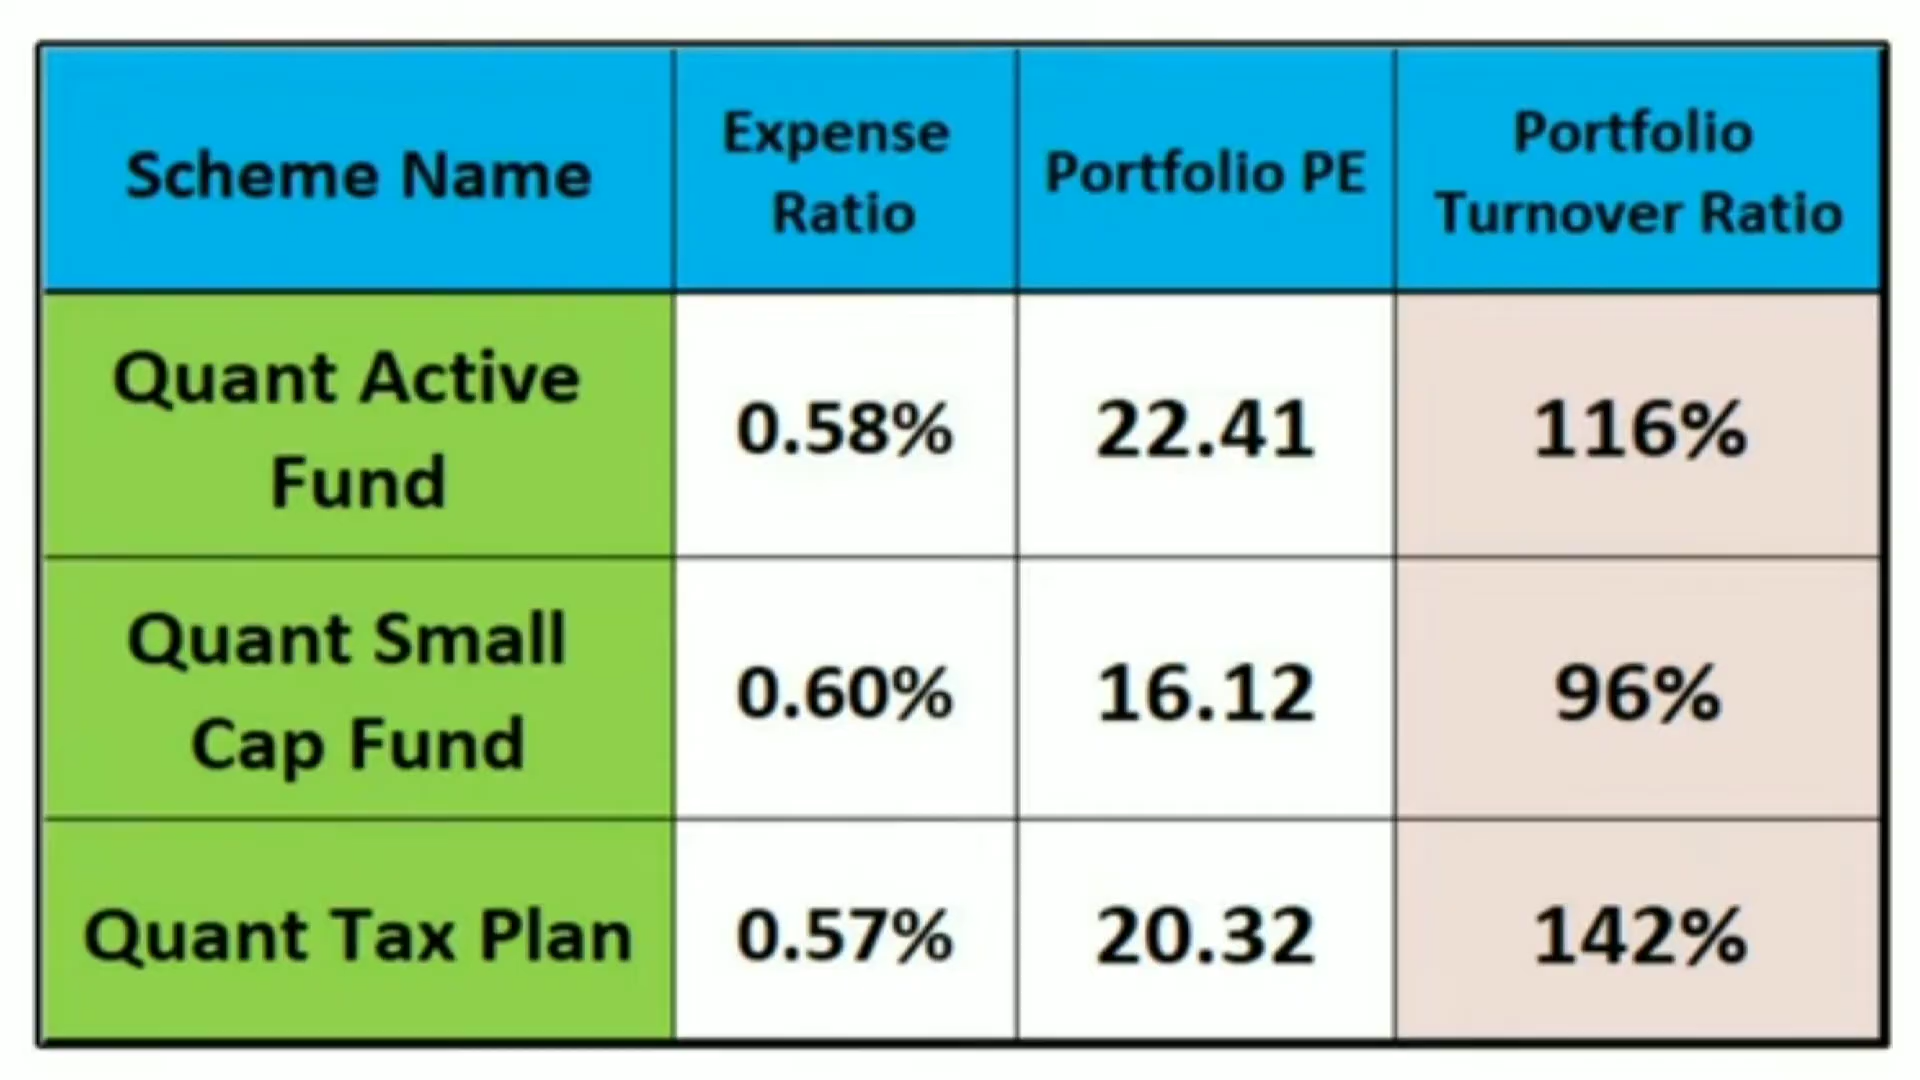 Scheme Name
Expense
Ratio
Portfolio PE
Portfolio
Turnover Ratio
Quant Active
Fund
0.58%
22.41
116%
Quant Small
Cap Fund
0.60%
16.12
96%
Quant Tax Plan
0.57%
20.32
142%